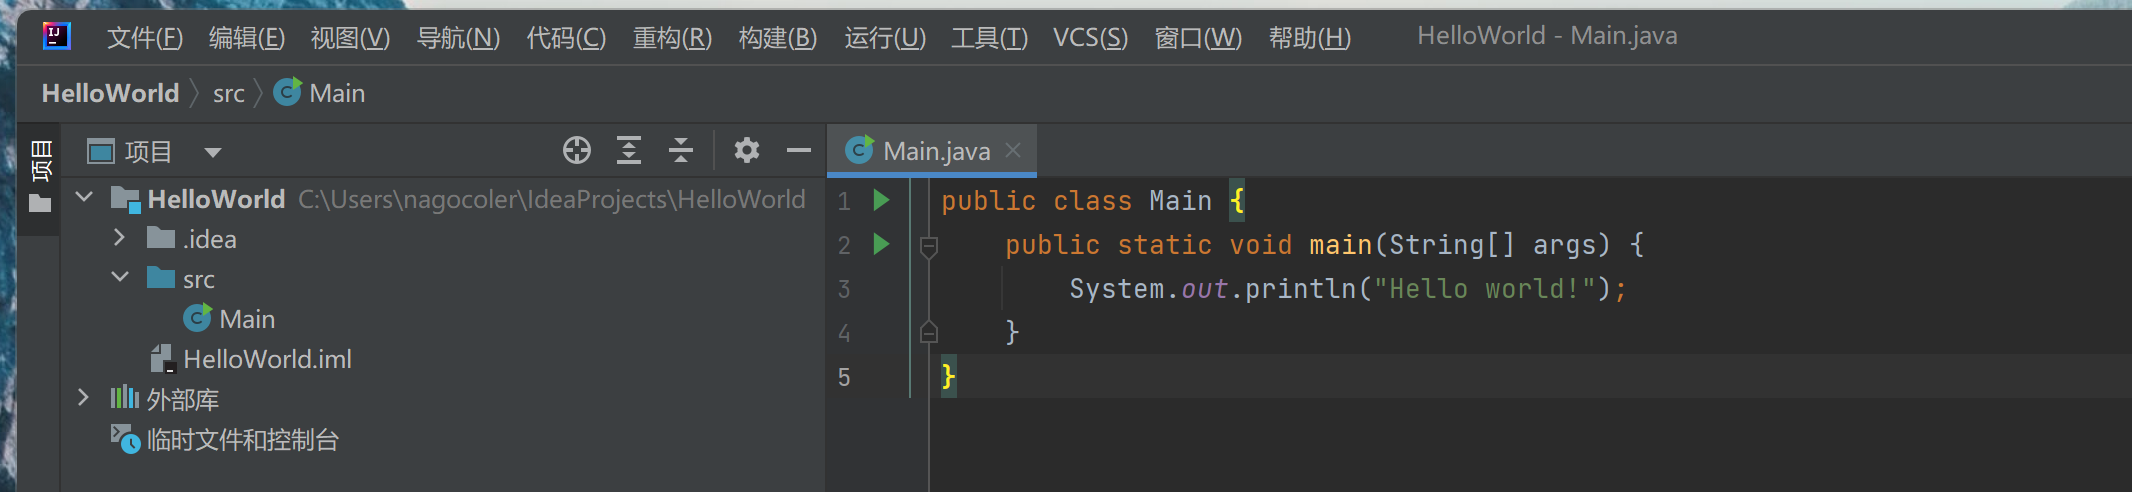 文件(F) 编辑(E) 视图(V) 导航(N) 代码(C) 重构(R) 构建(B) 运行(U) 工具(T) VCS(S) 窗口(W) 帮助(H) HelloWorld - Main.java
HelloWorld src Main
项目
项目
HelloWorld C:\Users\nagocoler\IdeaProjects\HelloWorld
.idea
src
Main
HelloWorld.iml
外部库
临时文件和控制台
Main.java
1 public class Main {
2 public static void main(String[] args) {
3 System.out.println("Hello world!");
4 }
5 }